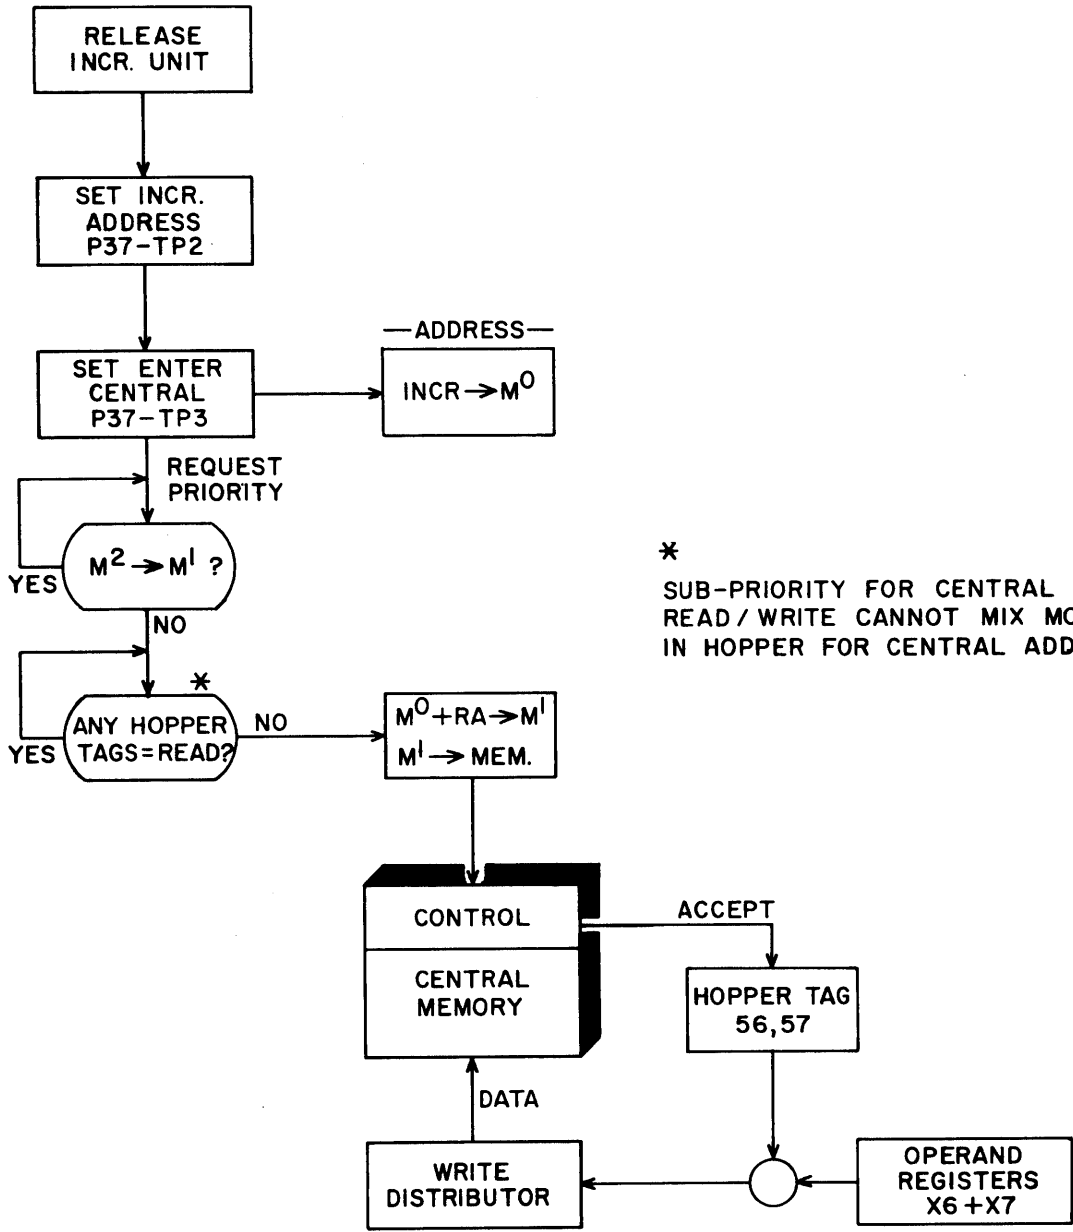 RELEASE
INCR. UNIT
SET INCR.
ADDRESS
P37-TP2
SET ENTER
CENTRAL
P37-TP3
—ADDRESS—
INCR→M⁰
REQUEST
PRIORITY
M²→M¹ ?
YES
NO
*
SUB-PRIORITY FOR CENTRAL
READ/WRITE CANNOT MIX
IN HOPPER FOR CENTRAL
*
ANY HOPPER
TAGS=READ?
YES
NO
M⁰+RA→M¹
M¹→MEM.
CONTROL
CENTRAL
MEMORY
ACCEPT
HOPPER TAG
56,57
DATA
WRITE
DISTRIBUTOR
OPERAND
REGISTERS
X6+X7